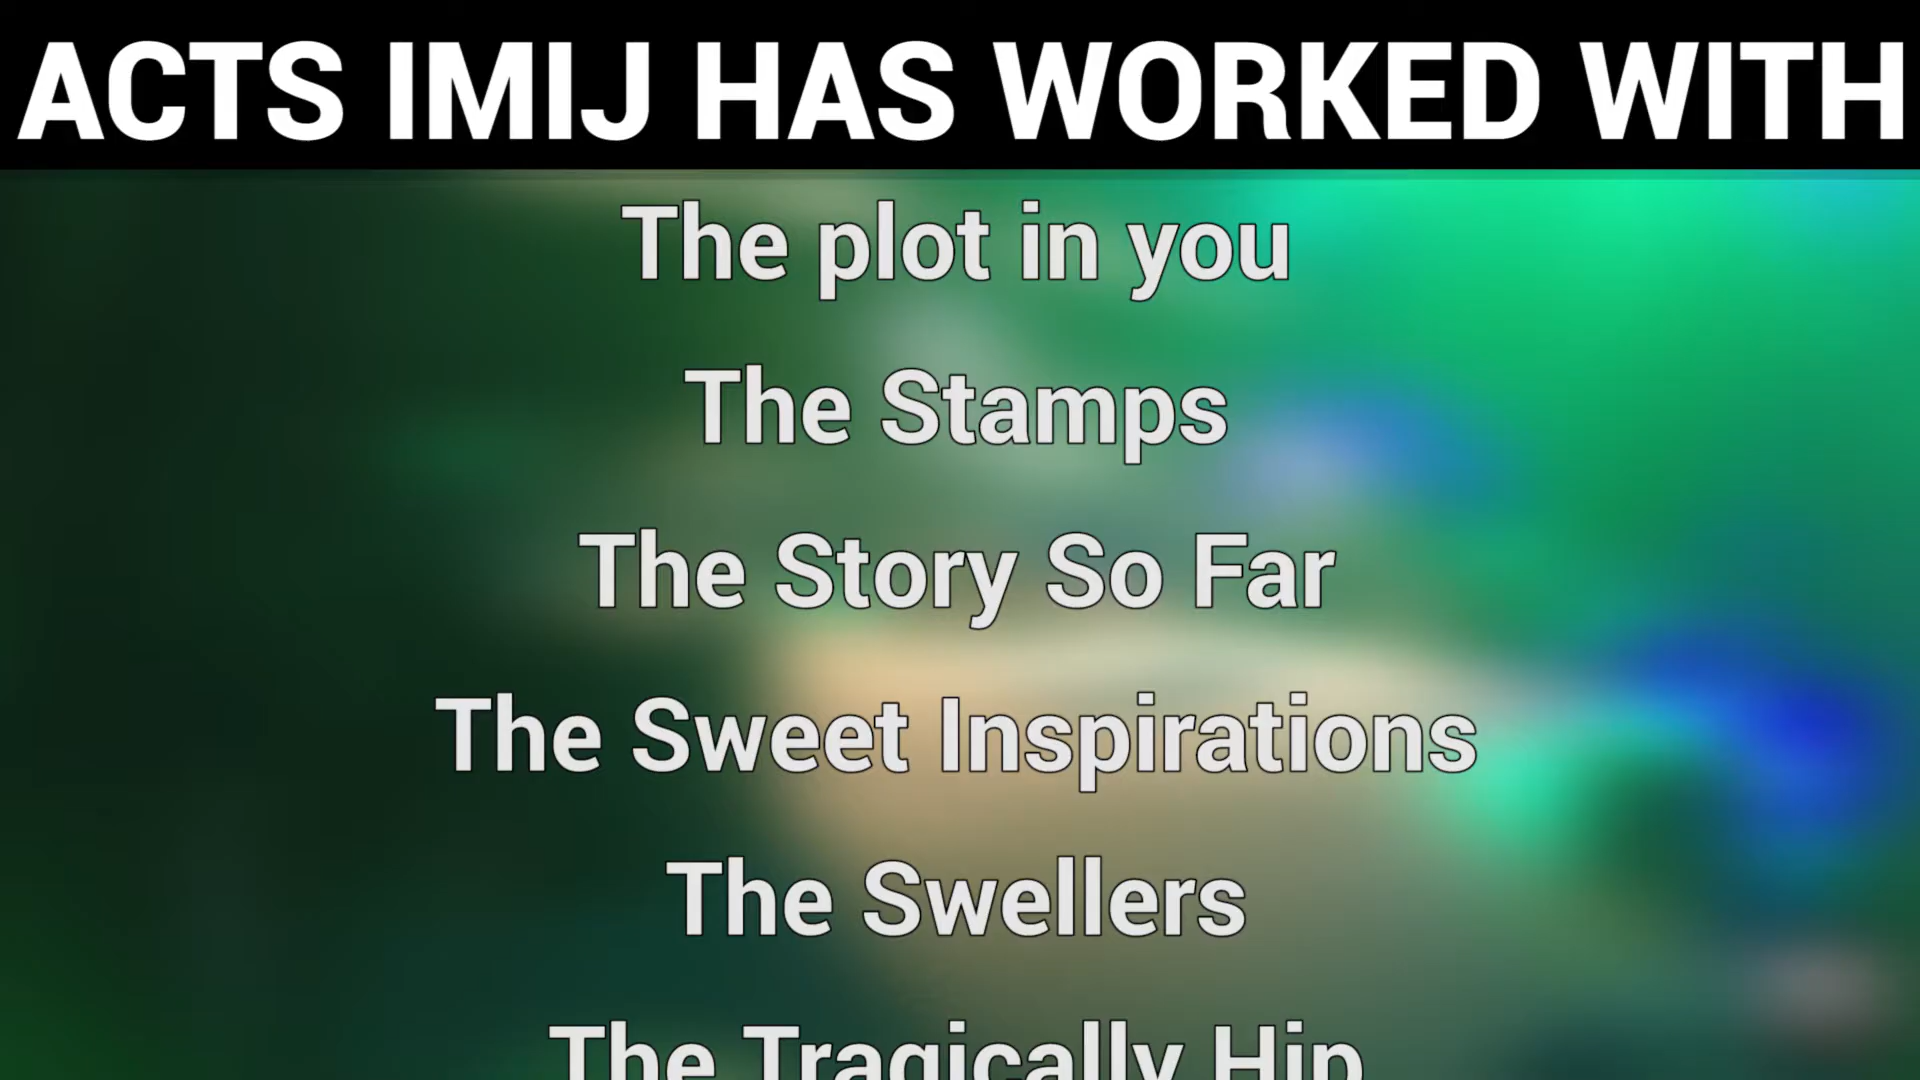 ACTS IMIJ HAS WORKED WITH
The plot in you
The Stamps
The Story So Far
The Sweet Inspirations
The Swellers
The Tragically Hip